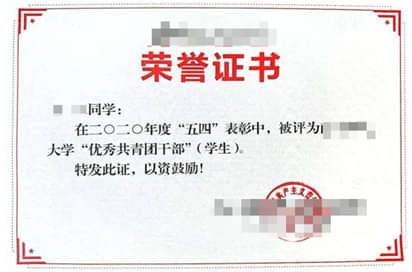 荣誉证书
同学：
在二〇二〇年度“五四”表彰中，被评为
大学“优秀共青团干部”（学生）。
特发此证，以资鼓励！